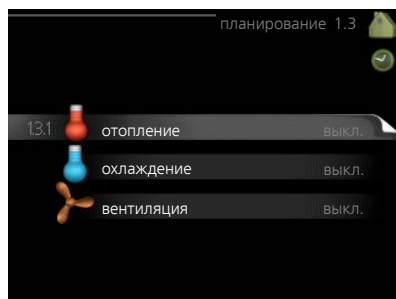 планирование 1.3
1.3.1 отопление выкл.
охлаждение выкл.
вентиляция выкл.